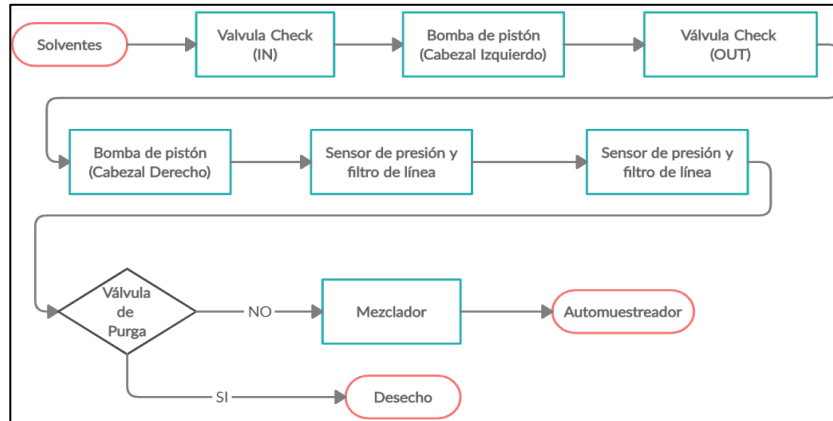 Solventes
Valvula Check
(IN)
Bomba de pistón
(Cabezal Izquierdo)
Válvula Check
(OUT)
Bomba de pistón
(Cabezal Derecho)
Sensor de presión y
filtro de línea
Sensor de presión y
filtro de línea
Válvula
de
Purga
NO
Mezclador
Automuestreador
SI
Desecho